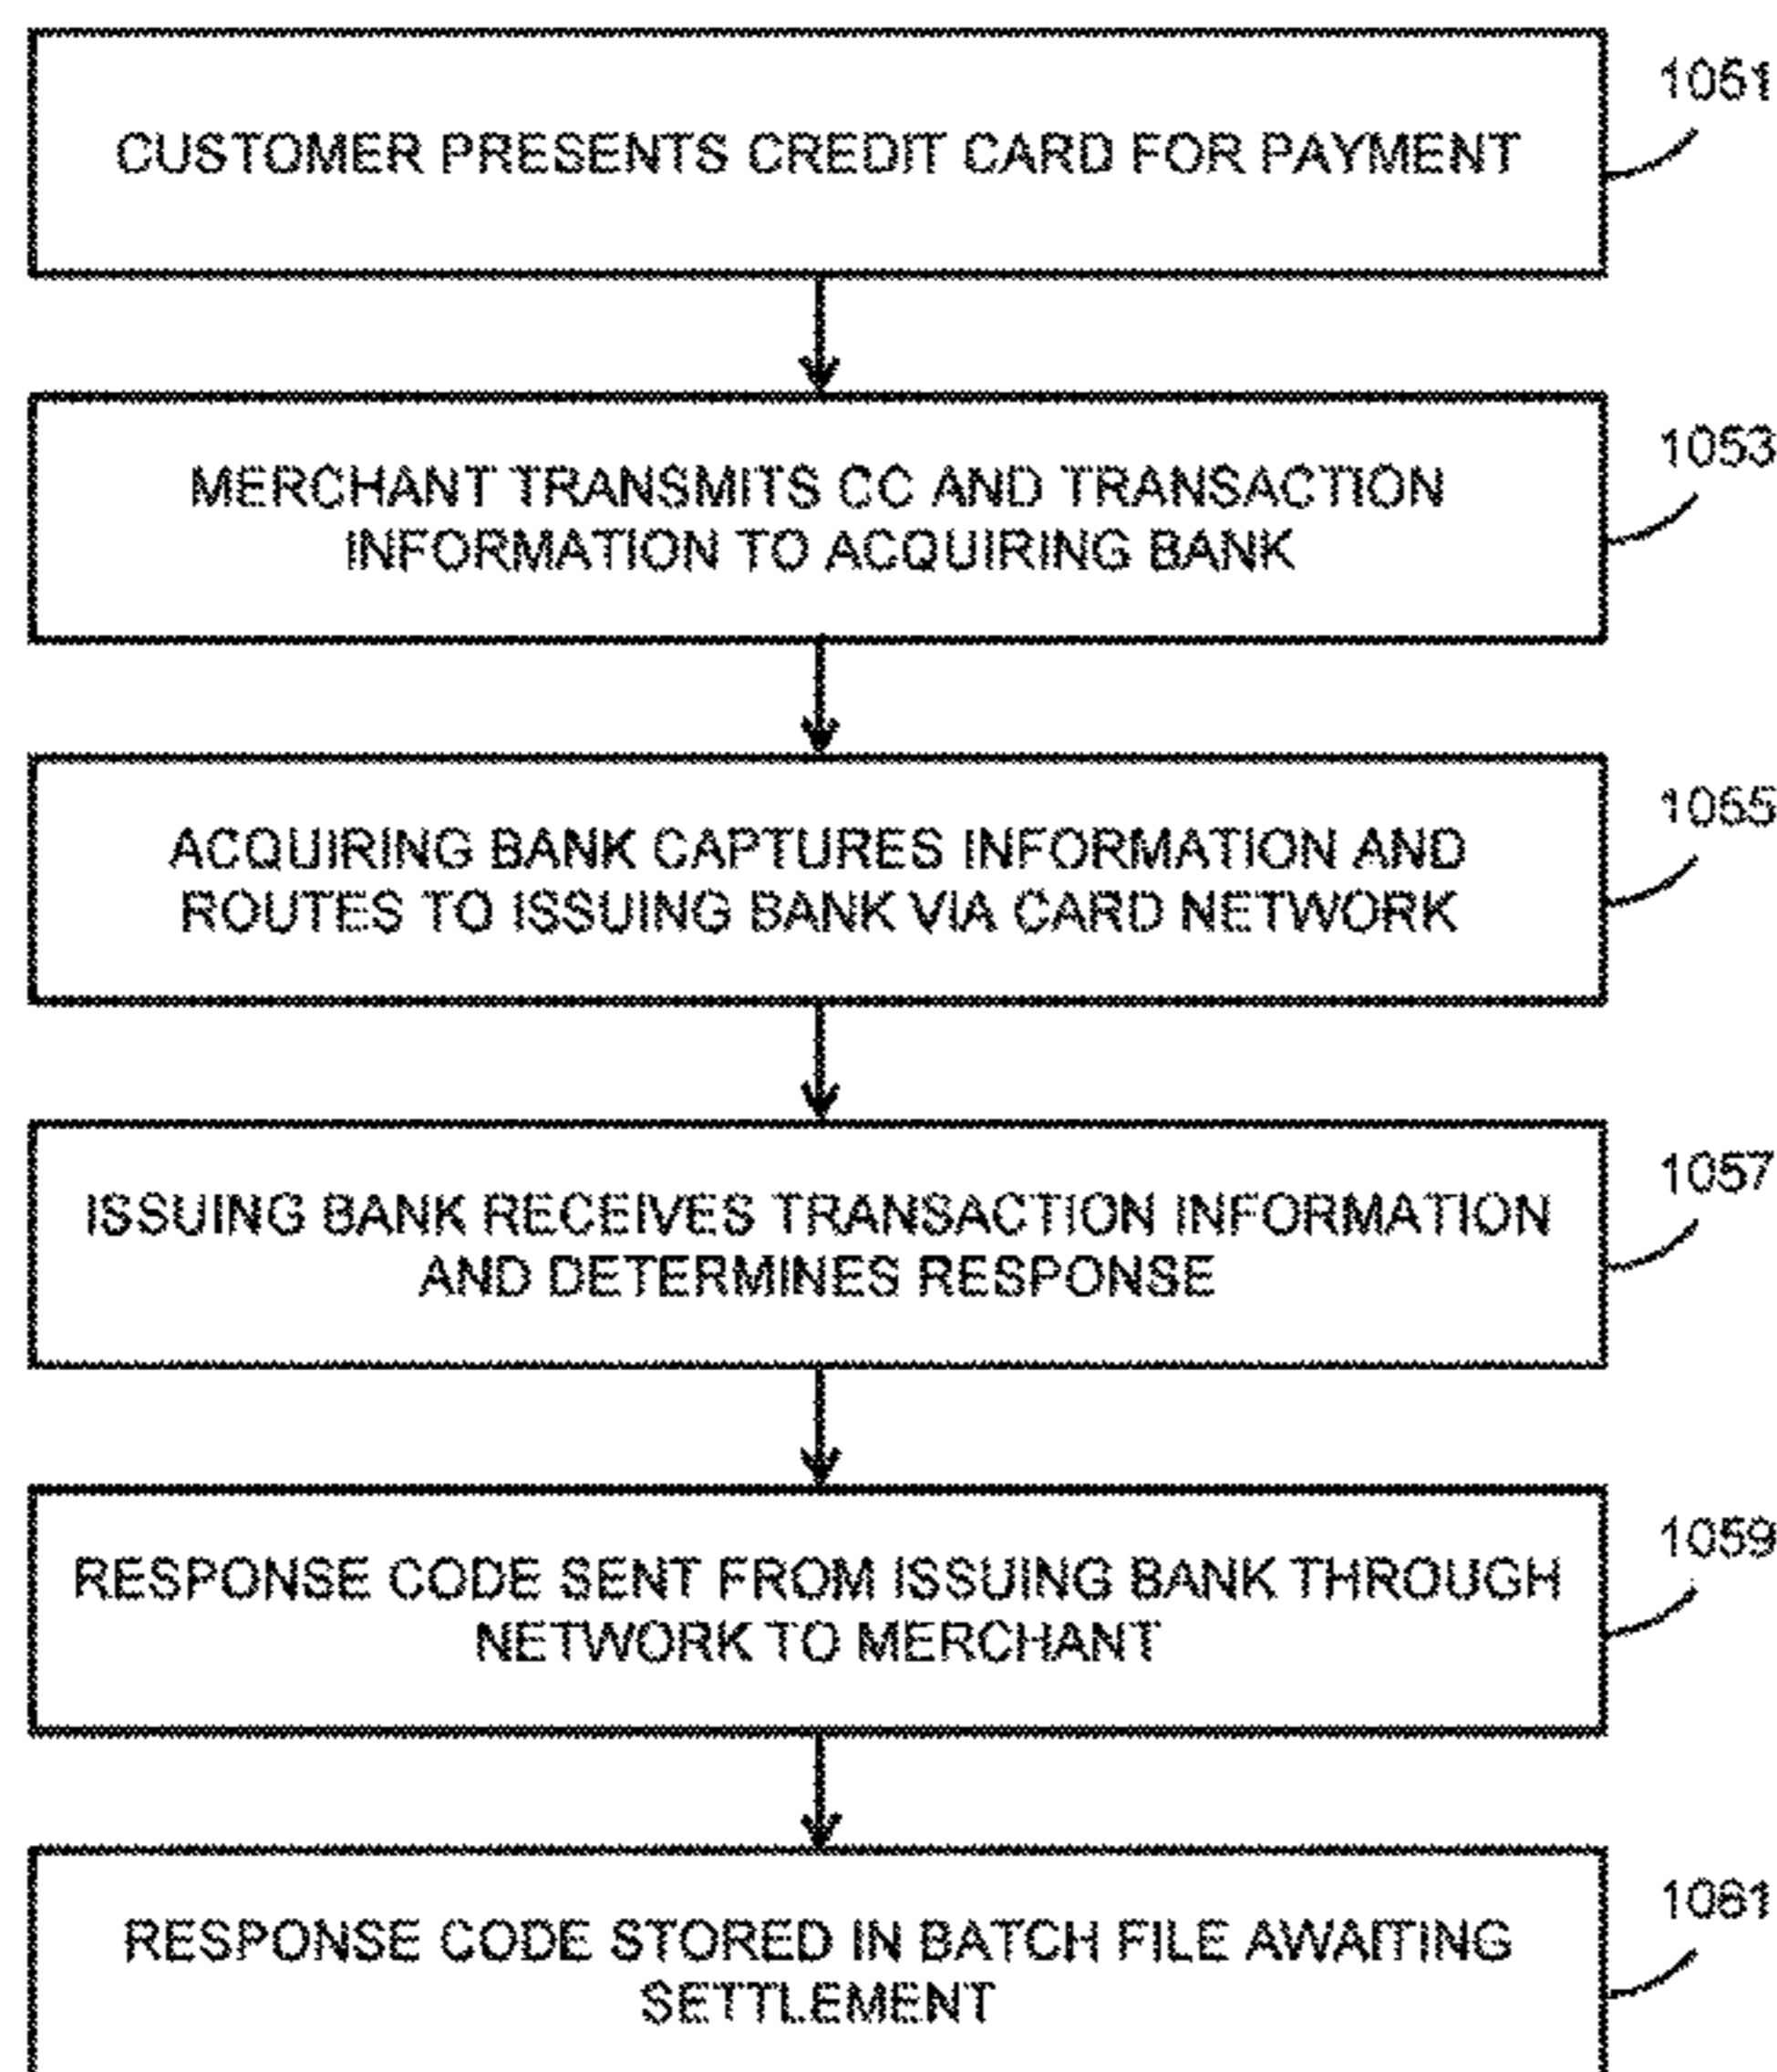 CUSTOMER PRESENTS CREDIT CARD FOR PAYMENT
1051
MERCHANT TRANSMITS CC AND TRANSACTION
INFORMATION TO ACQUIRING BANK
1053
ACQUIRING BANK CAPTURES INFORMATION AND
ROUTES TO ISSUING BANK VIA CARD NETWORK
1055
ISSUING BANK RECEIVES TRANSACTION INFORMATION
AND DETERMINES RESPONSE
1057
RESPONSE CODE SENT FROM ISSUING BANK THROUGH
NETWORK TO MERCHANT
1059
RESPONSE CODE STORED IN BATCH FILE AWAITING
SETTLEMENT
1061